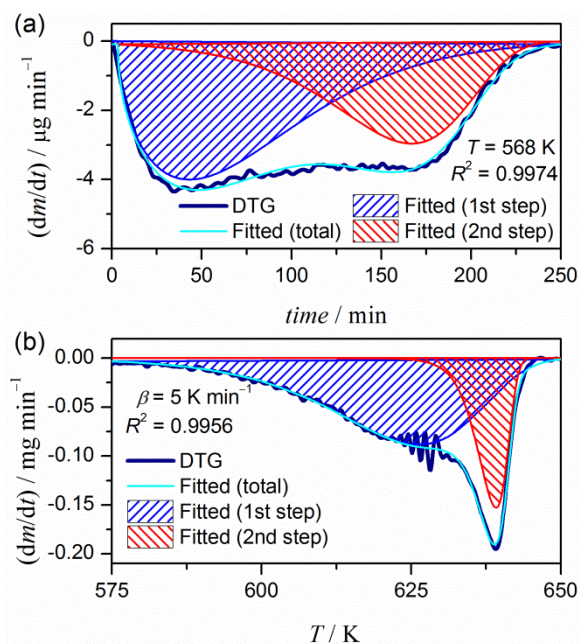 (a)
0
-2
-4
-6
(dm/dt) / µg min⁻¹
T = 568 K
R² = 0.9974
DTG
Fitted (total)
Fitted (1st step)
Fitted (2nd step)
0 50 100 150 200 250
time / min
(b)
0.00
-0.05
-0.10
-0.15
-0.20
(dm/dt) / mg min⁻¹
β = 5 K min⁻¹
R² = 0.9956
DTG
Fitted (total)
Fitted (1st step)
Fitted (2nd step)
575 600 625 650
T / K